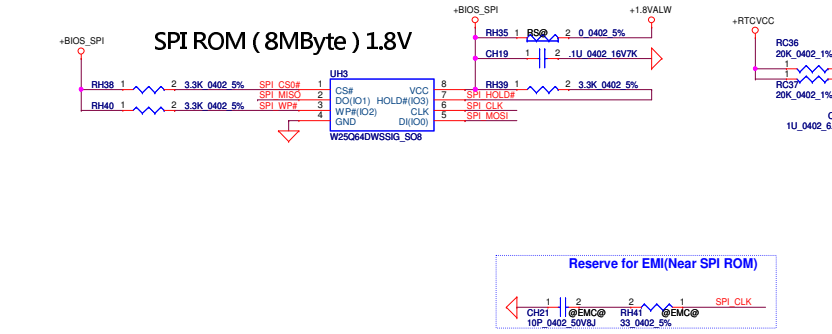 +BIOS_SPI
SPI ROM ( 8MByte ) 1.8V
+BIOS_SPI
+1.8VALW
+RTCVCC
RH35 1 RS@ 2 0_0402_5%
CH19 1 2 .1U_0402_16V7K
RC36
20K_0402_1%
1
1
RC37
20K_0402_1%
1U_0402_6.
UH3
RH38 1 2 3.3K_0402_5% SPI_CS0# 1 CS# VCC 8 RH39 1 2 3.3K_0402_5%
SPI_MISO 2 DO(IO1) HOLD#(IO3) 7 SPI_HOLD#
RH40 1 2 3.3K_0402_5% SPI_WP# 3 WP#(IO2) CLK 6 SPI_CLK
4 GND DI(IO0) 5 SPI_MOSI
W25Q64DWSSIG_SO8
Reserve for EMI(Near SPI ROM)
1 2 2 1 SPI_CLK
CH21 @EMC@ RH41 @EMC@
10P_0402_50V8J 33_0402_5%